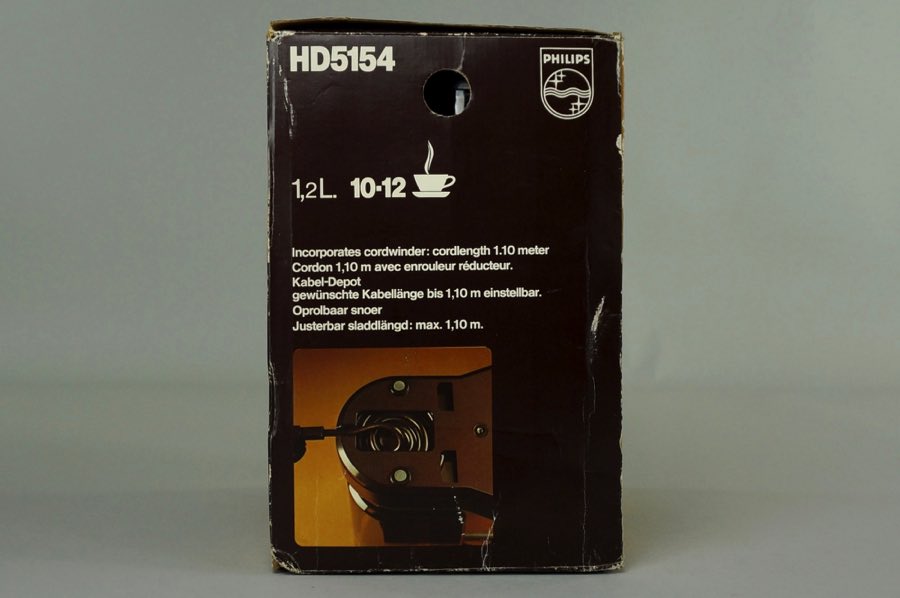 HD5154
PHILIPS
1,2L. 10-12
Incorporates cordwinder: cordlength 1.10 meter
Cordon 1,10 m avec enrouleur réducteur.
Kabel-Depot
gewünschte Kabellänge bis 1,10 m einstellbar.
Oprolbaar snoer
Justerbar sladdlängd: max. 1,10 m.